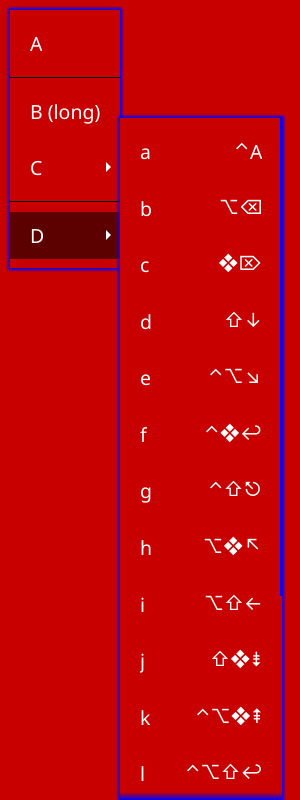 A
B (long)
C
D
a ^A
b ⌥⌫
c ❖⌦
d ⇧↓
e ^⌥↘
f ^❖↩
g ^⇧⎋
h ⌥❖↖
i ⌥⇧←
j ⇧❖⇟
k ^⌥❖⇞
l ^⌥⇧↩